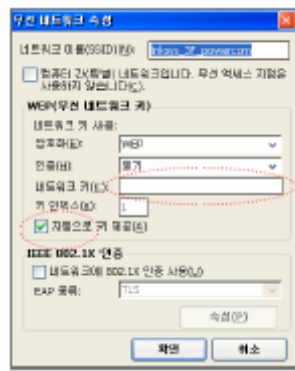 무선 네트워크 속성
네트워크 이름(SSID)(N): linksys_SF_powercom
컴퓨터 간(특별) 네트워크입니다. 무선 액세스 지점은
사용하지 않습니다(C).
WEP(무선 네트워크 키)
네트워크 키 사용:
암호화(E): WEP
인증(H): 열기
네트워크 키(K):
키 인덱스(X): 1
자동으로 키 제공(A)
IEEE 802.1X 인증
네트워크에 802.1X 인증 사용(U)
EAP 종류: TLS
속성(P)
확인 취소